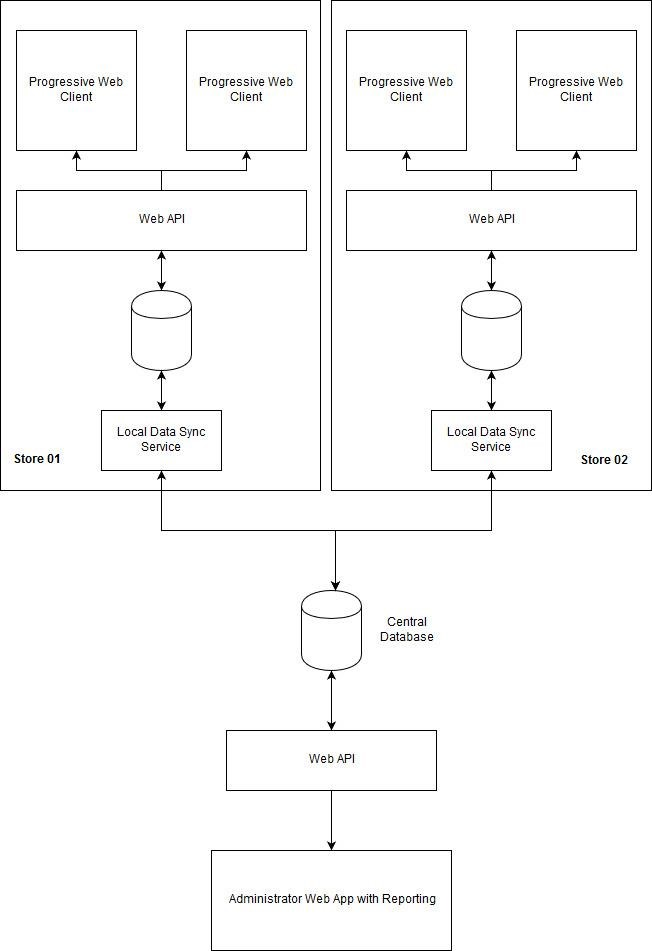 Progressive Web
Client
Progressive Web
Client
Web API
Local Data Sync
Service
Store 01
Progressive Web
Client
Progressive Web
Client
Web API
Local Data Sync
Service
Store 02
Central
Database
Web API
Administrator Web App with Reporting